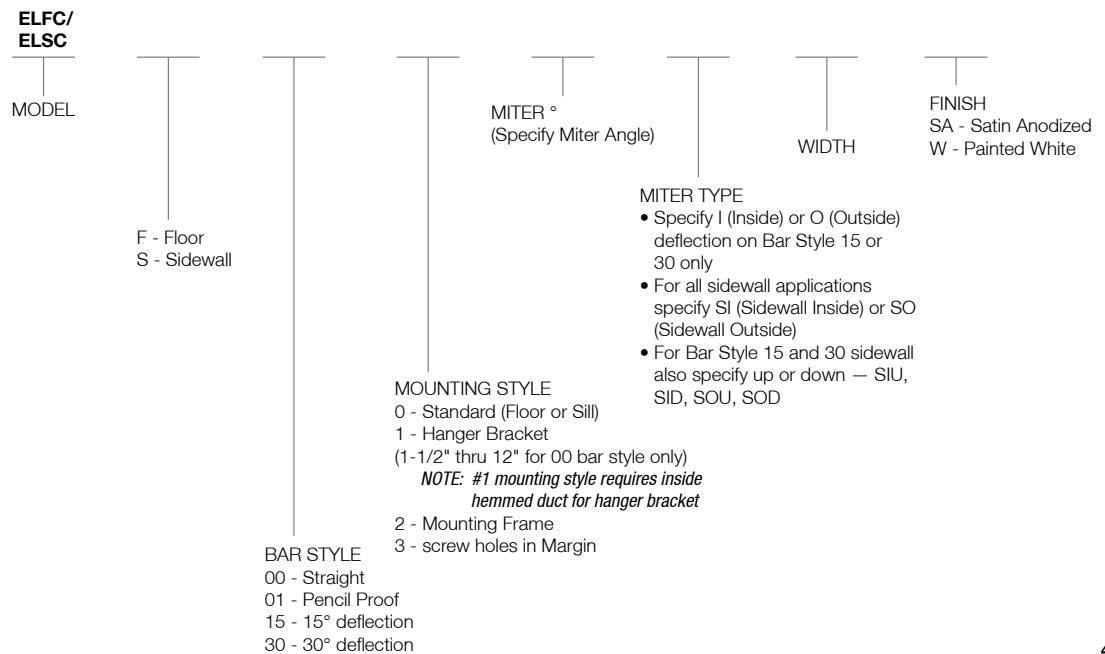 ELFC/
ELSC
MODEL
F - Floor
S - Sidewall
BAR STYLE
00 - Straight
01 - Pencil Proof
15 - 15° deflection
30 - 30° deflection
MOUNTING STYLE
0 - Standard (Floor or Sill)
1 - Hanger Bracket
(1-1/2" thru 12" for 00 bar style only)
NOTE: #1 mounting style requires inside
hemmed duct for hanger bracket
2 - Mounting Frame
3 - screw holes in Margin
MITER °
(Specify Miter Angle)
MITER TYPE
• Specify I (Inside) or O (Outside)
deflection on Bar Style 15 or
30 only
• For all sidewall applications
specify SI (Sidewall Inside) or SO
(Sidewall Outside)
• For Bar Style 15 and 30 sidewall
also specify up or down — SIU,
SID, SOU, SOD
WIDTH
FINISH
SA - Satin Anodized
W - Painted White